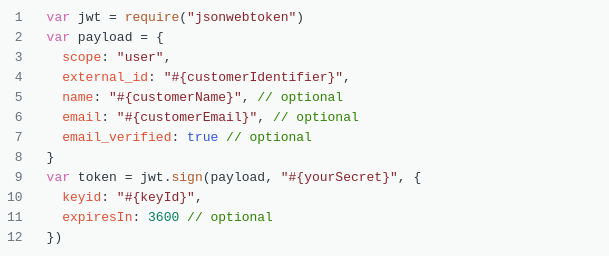 1 var jwt = require("jsonwebtoken")
2 var payload = {
3   scope: "user",
4   external_id: "#{customerIdentifier}",
5   name: "#{customerName}", // optional
6   email: "#{customerEmail}", // optional
7   email_verified: true // optional
8 }
9 var token = jwt.sign(payload, "#{yourSecret}", {
10   keyid: "#{keyId}",
11   expiresIn: 3600 // optional
12 })